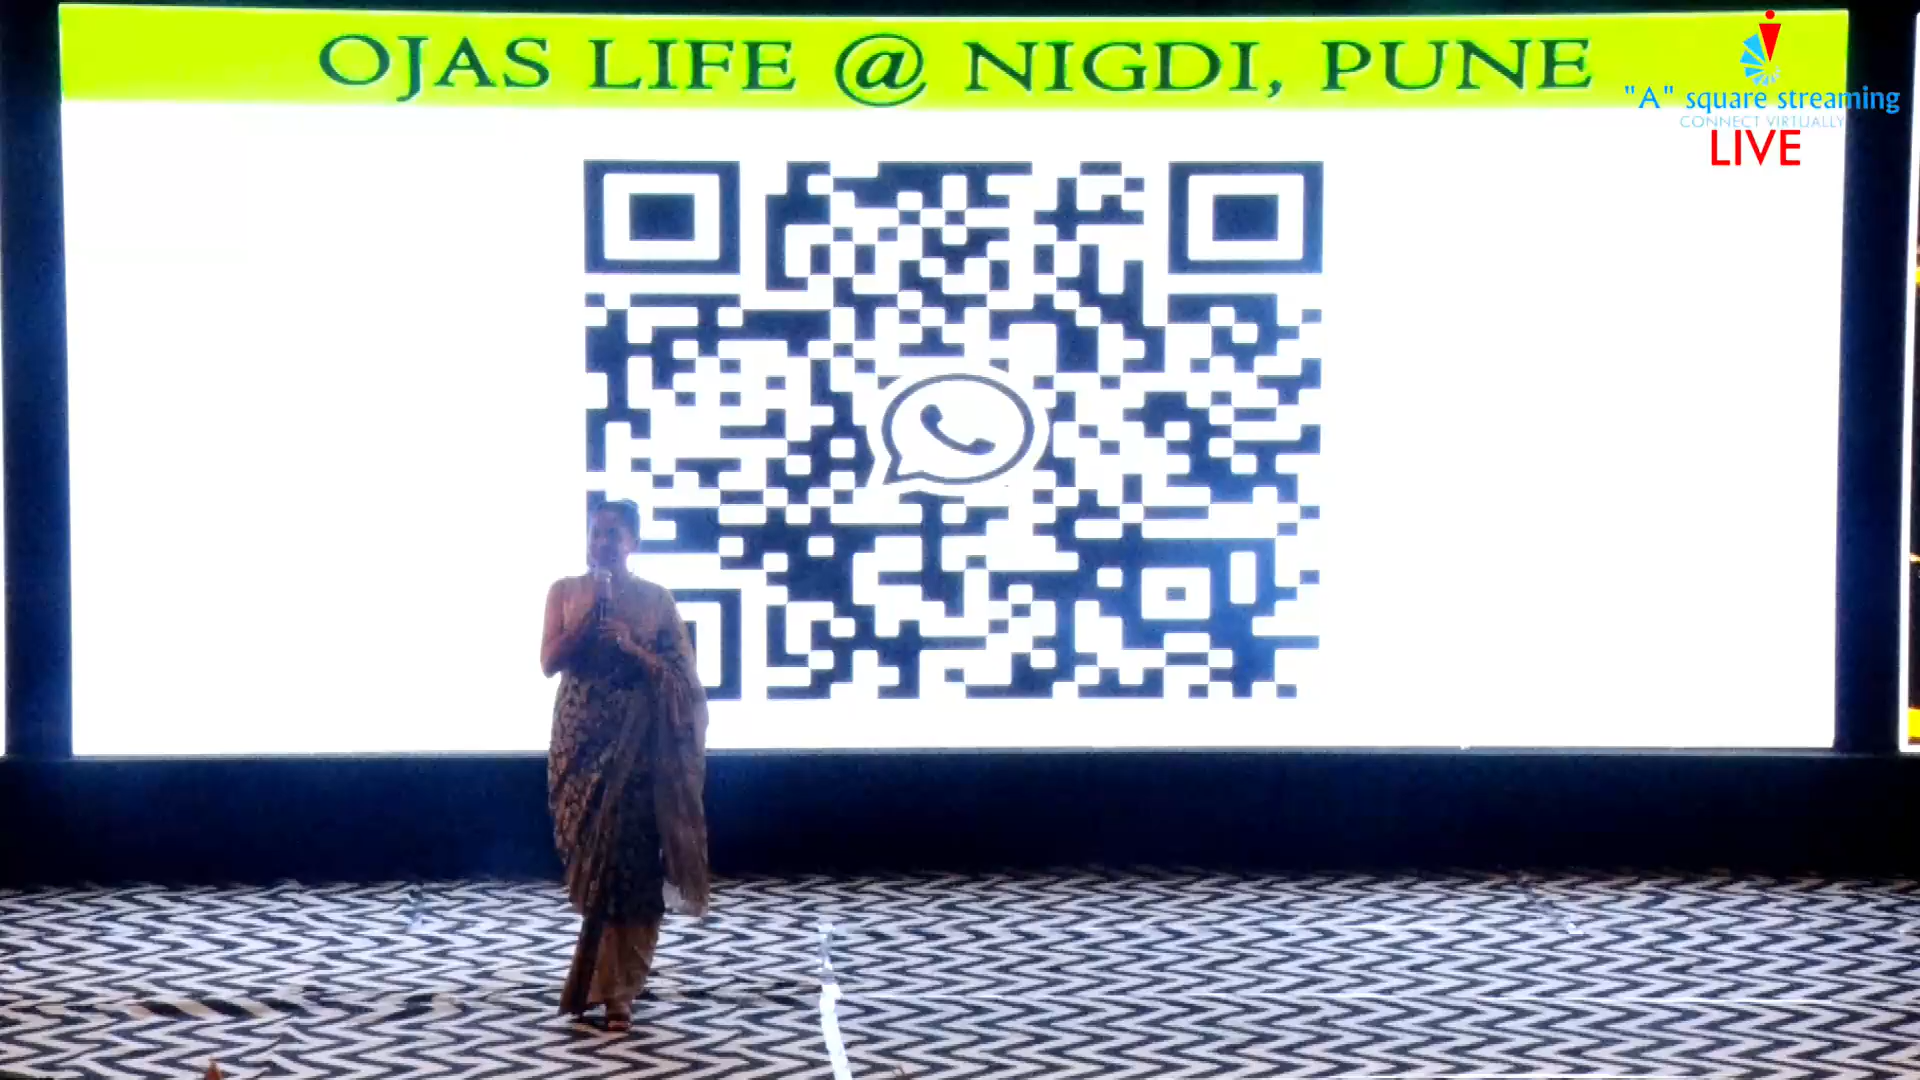 OJAS LIFE @ NIGDI, PUNE
"A" square streaming
CONNECT VIRTUALLY
LIVE